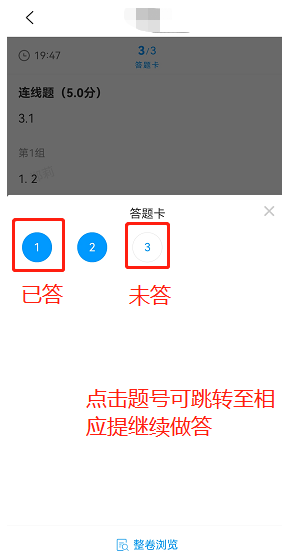 19:47
3/3
答题卡
连线题（5.0分）
3.1
第1组
1. 2
答题卡
1 2 3
已答 未答
点击题号可跳转至相
应提继续做答
整卷浏览